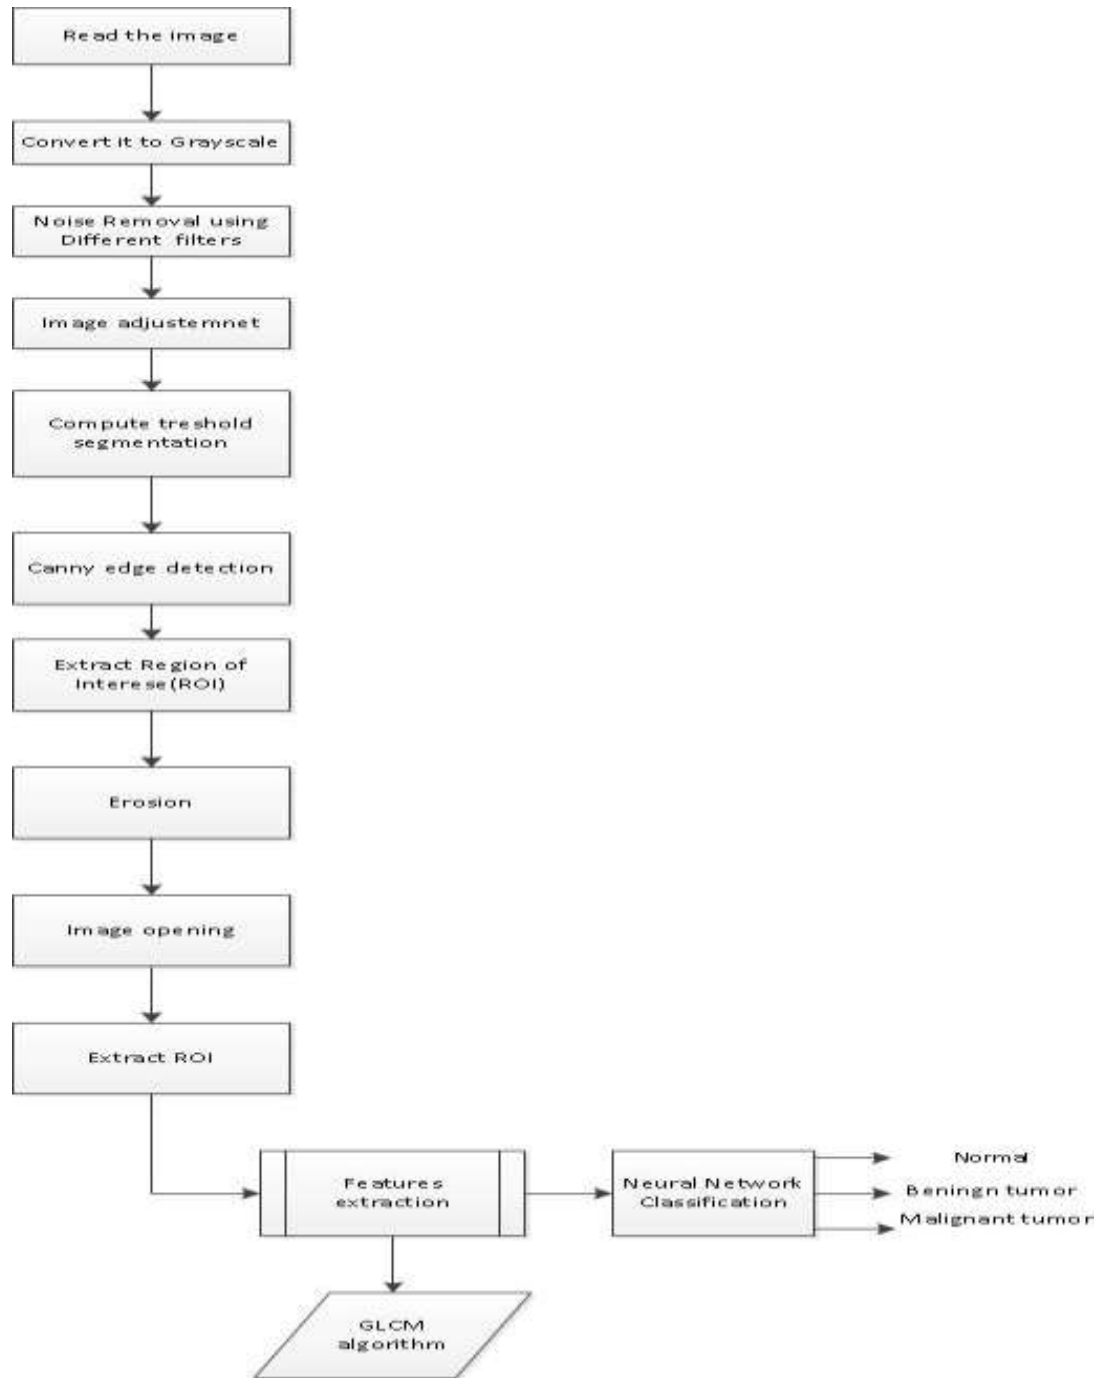 Read the image
Convert it to Grayscale
Noise Removal using
Different filters
Image adjustemnet
Compute treshold
segmentation
Canny edge detection
Extract Region of
Interese(ROI)
Erosion
Image opening
Extract ROI
Features
extraction
Neural Network
Classification
Normal
Beningn tumor
Malignant tumor
GLCM
algorithm